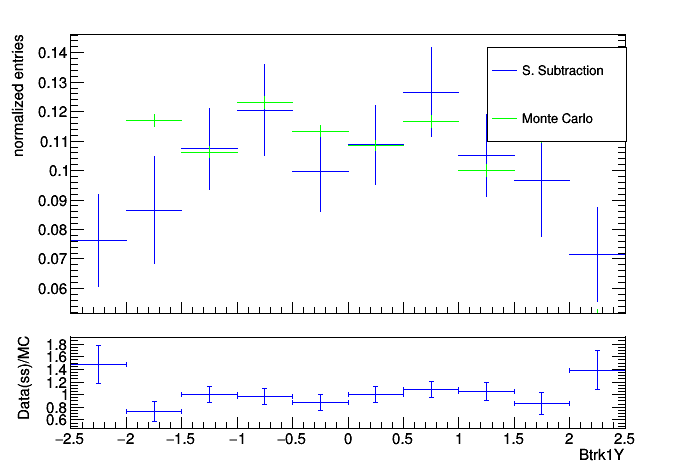 normalized entries
0.14
0.13
0.12
0.11
0.1
0.09
0.08
0.07
0.06
S. Subtraction
Monte Carlo
Data(ss)/MC
1.8
1.6
1.4
1.2
1
0.8
0.6
−2.5 −2 −1.5 −1 −0.5 0 0.5 1 1.5 2 2.5
Btrk1Y